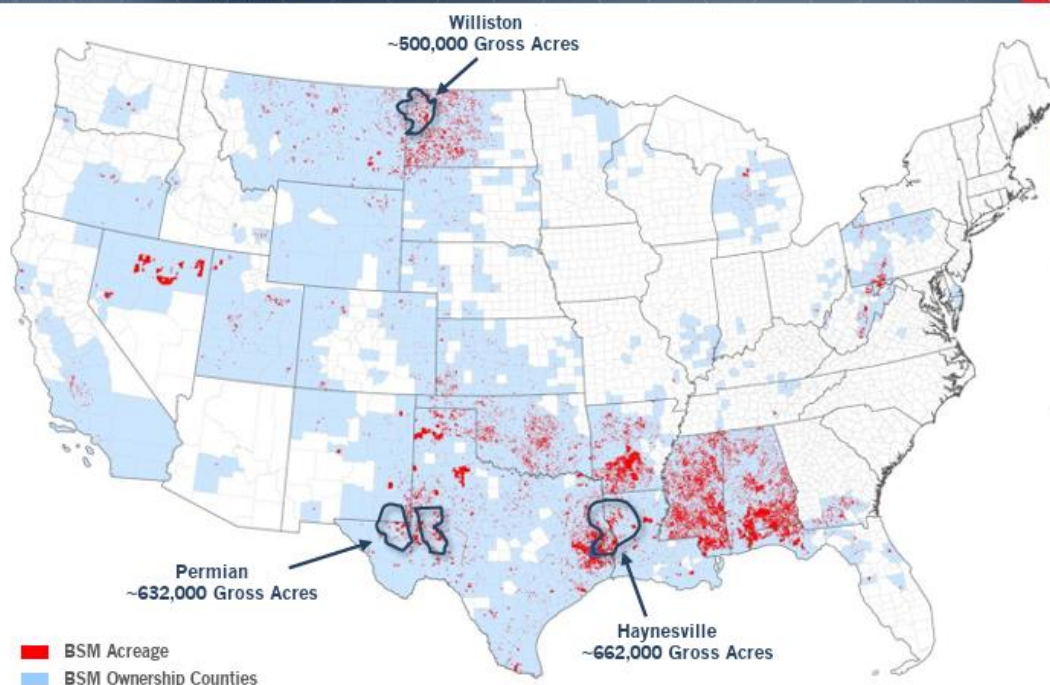 Williston
~500,000 Gross Acres
Permian
~632,000 Gross Acres
Haynesville
~662,000 Gross Acres
BSM Acreage
BSM Ownership Counties